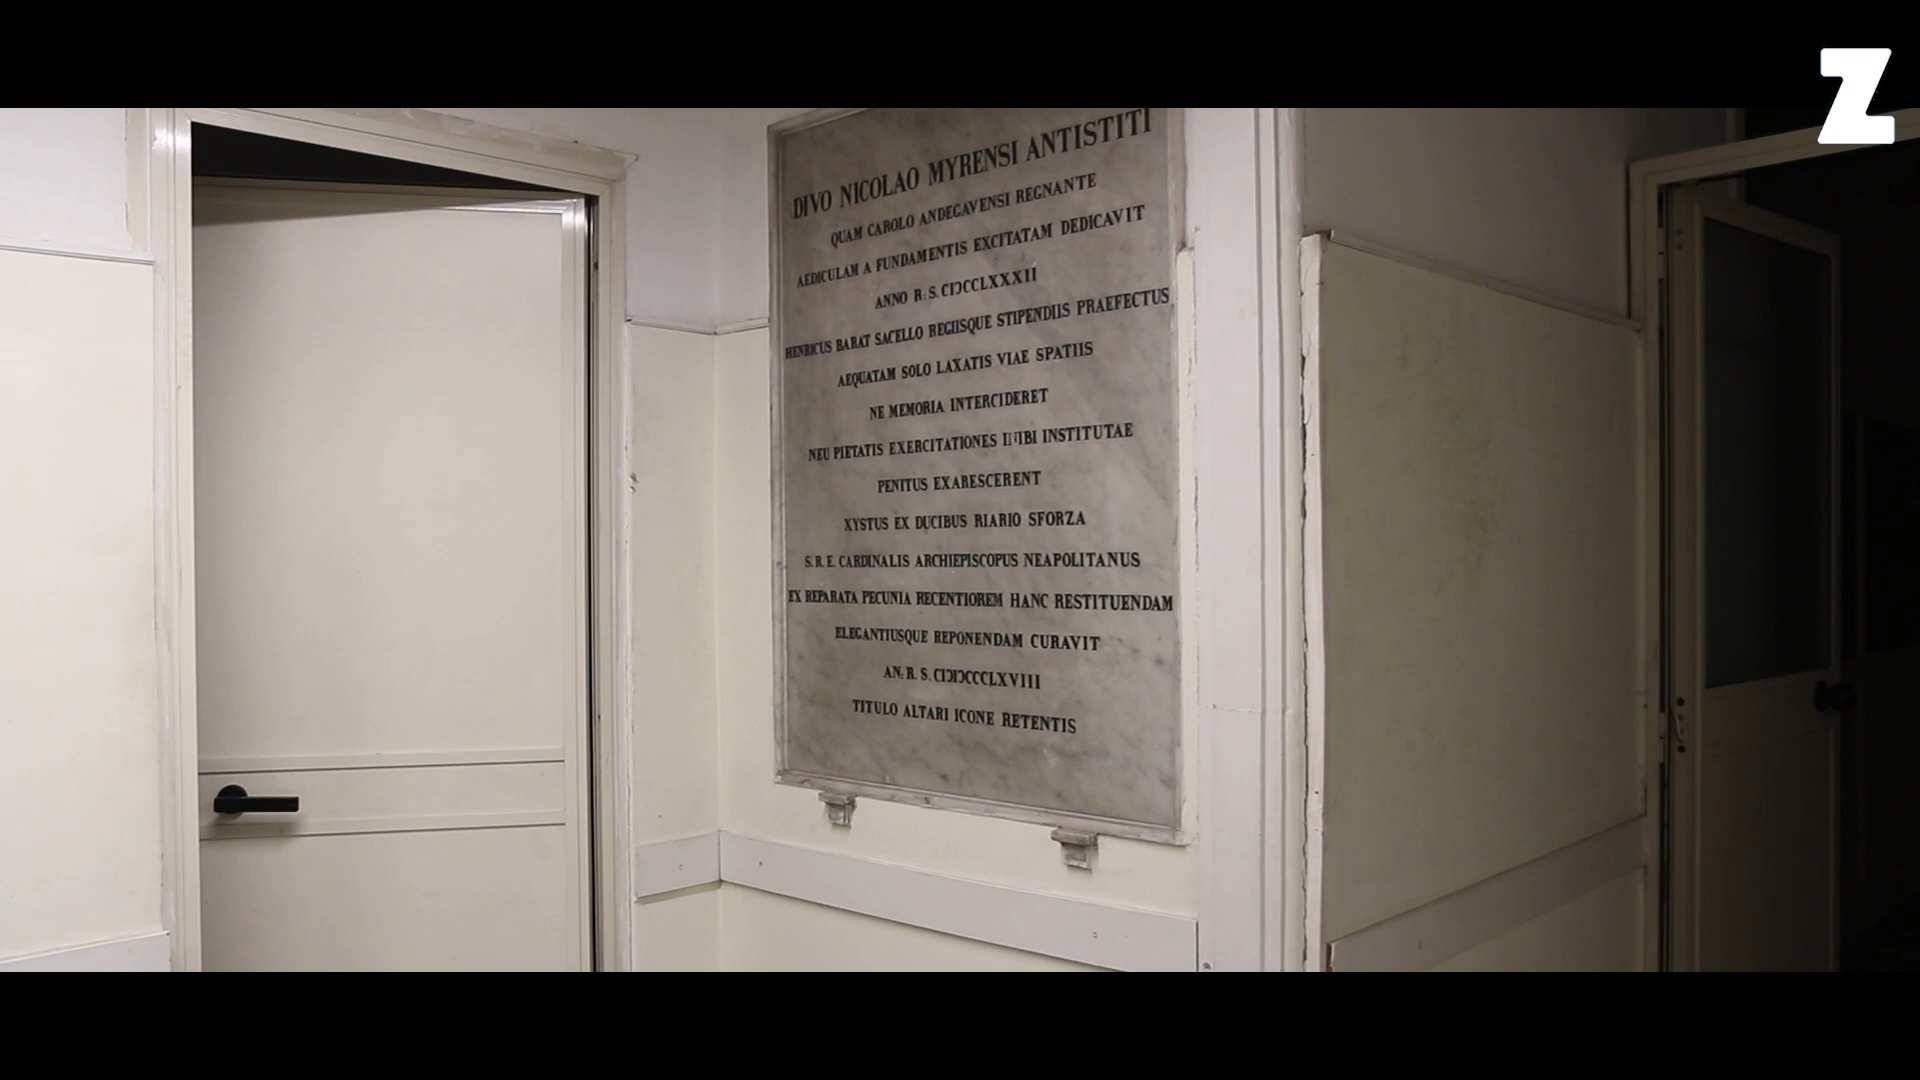 Z
DIVO NICOLAO MYRENSI ANTISTITI
QUAM CAROLO ANDEGAVENSI REGNANTE
AEDICULAM A FUNDAMENTIS EXCITATAM DEDICAVIT
ANNO R: S. CIƆCCLXXXII
HENRICUS BARAT SACELLO REGIISQUE STIPENDIIS PRAEFECTUS
AEQUATAM SOLO LAXATIS VIAE SPATIIS
NE MEMORIA INTERCIDERET
NEU PIETATIS EXERCITATIONES INIBI INSTITUTAE
PENITUS EXARESCERENT
XYSTUS EX DUCIBUS RIARIO SFORZA
S. R. E. CARDINALIS ARCHIEPISCOPUS NEAPOLITANUS
EX REPARATA PECUNIA RECENTIOREM HANC RESTITUENDAM
ELEGANTIUSQUE REPONENDAM CURAVIT
AN: R. S. CIƆIƆCCCLXVIII
TITULO ALTARI ICONE RETENTIS